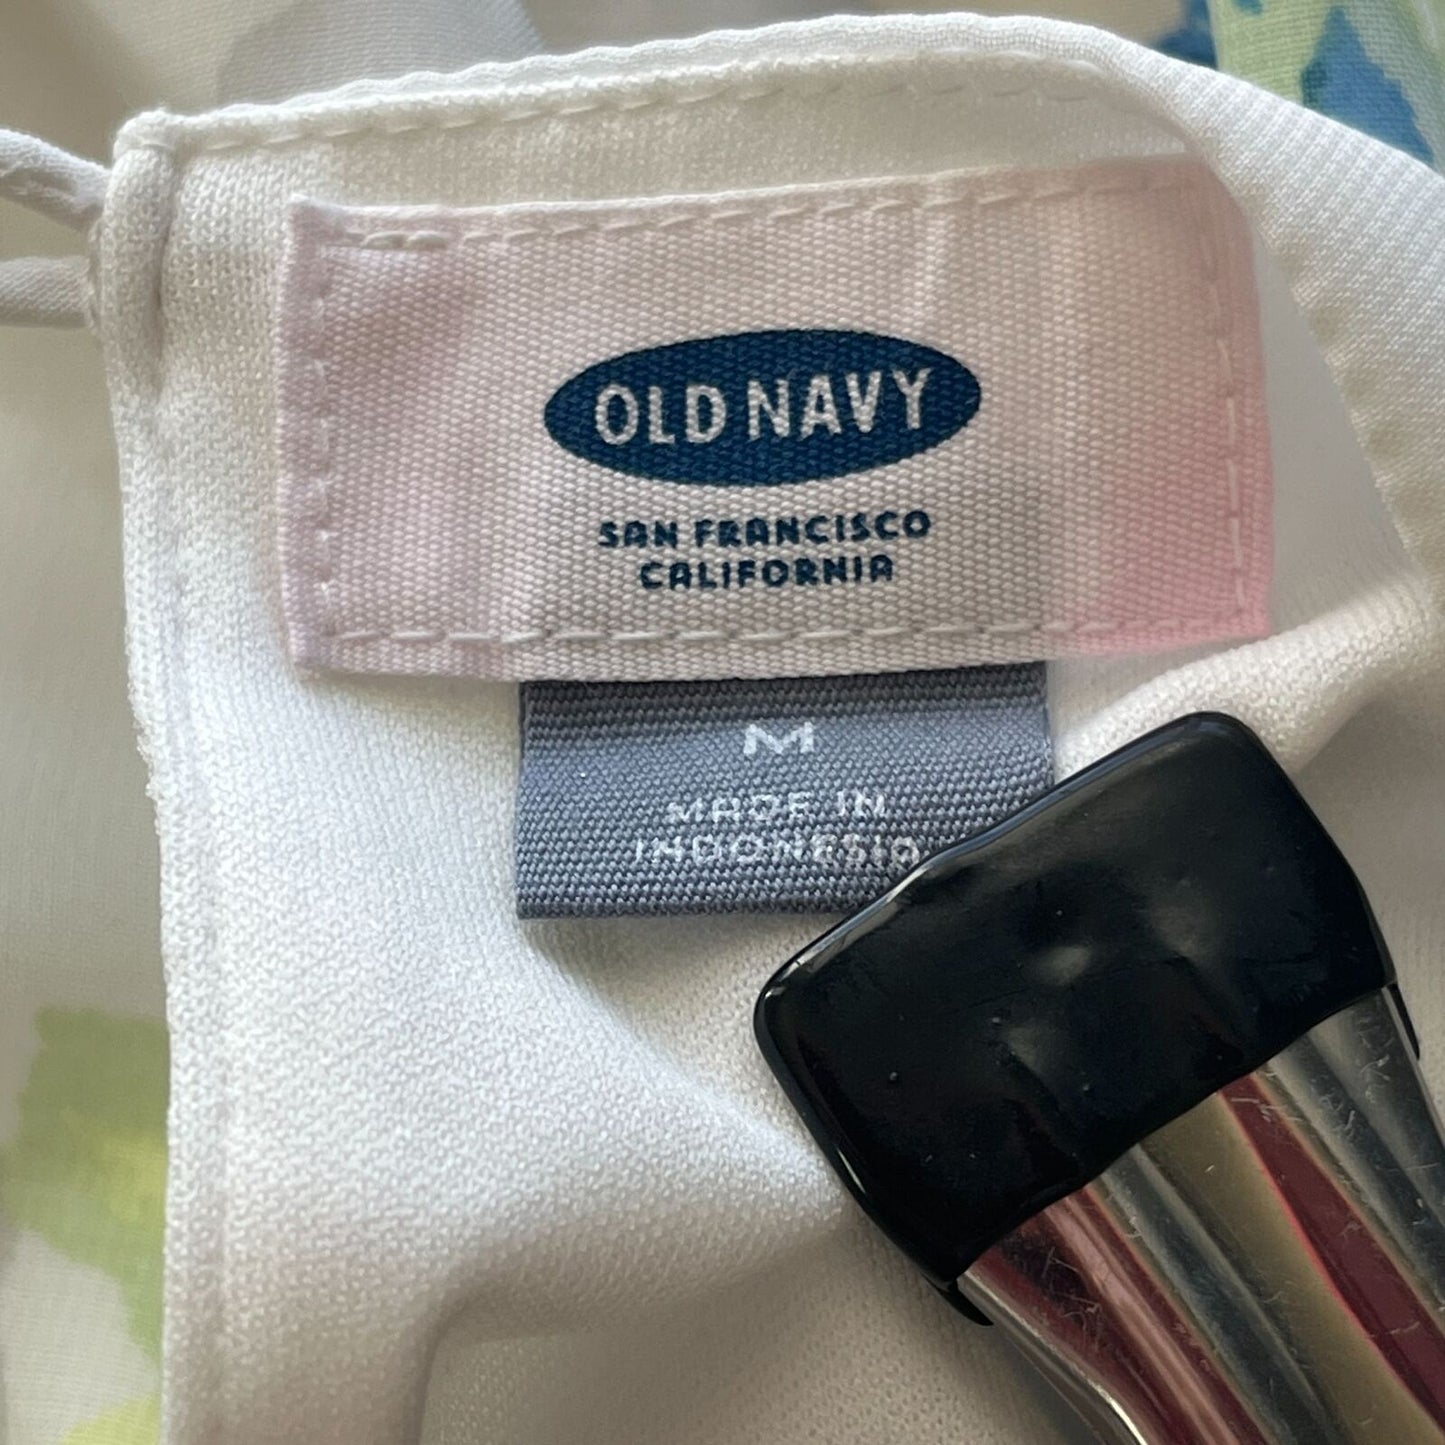 OLD NAVY
SAN FRANCISCO
CALIFORNIA
M
MADE IN
INDONESIA